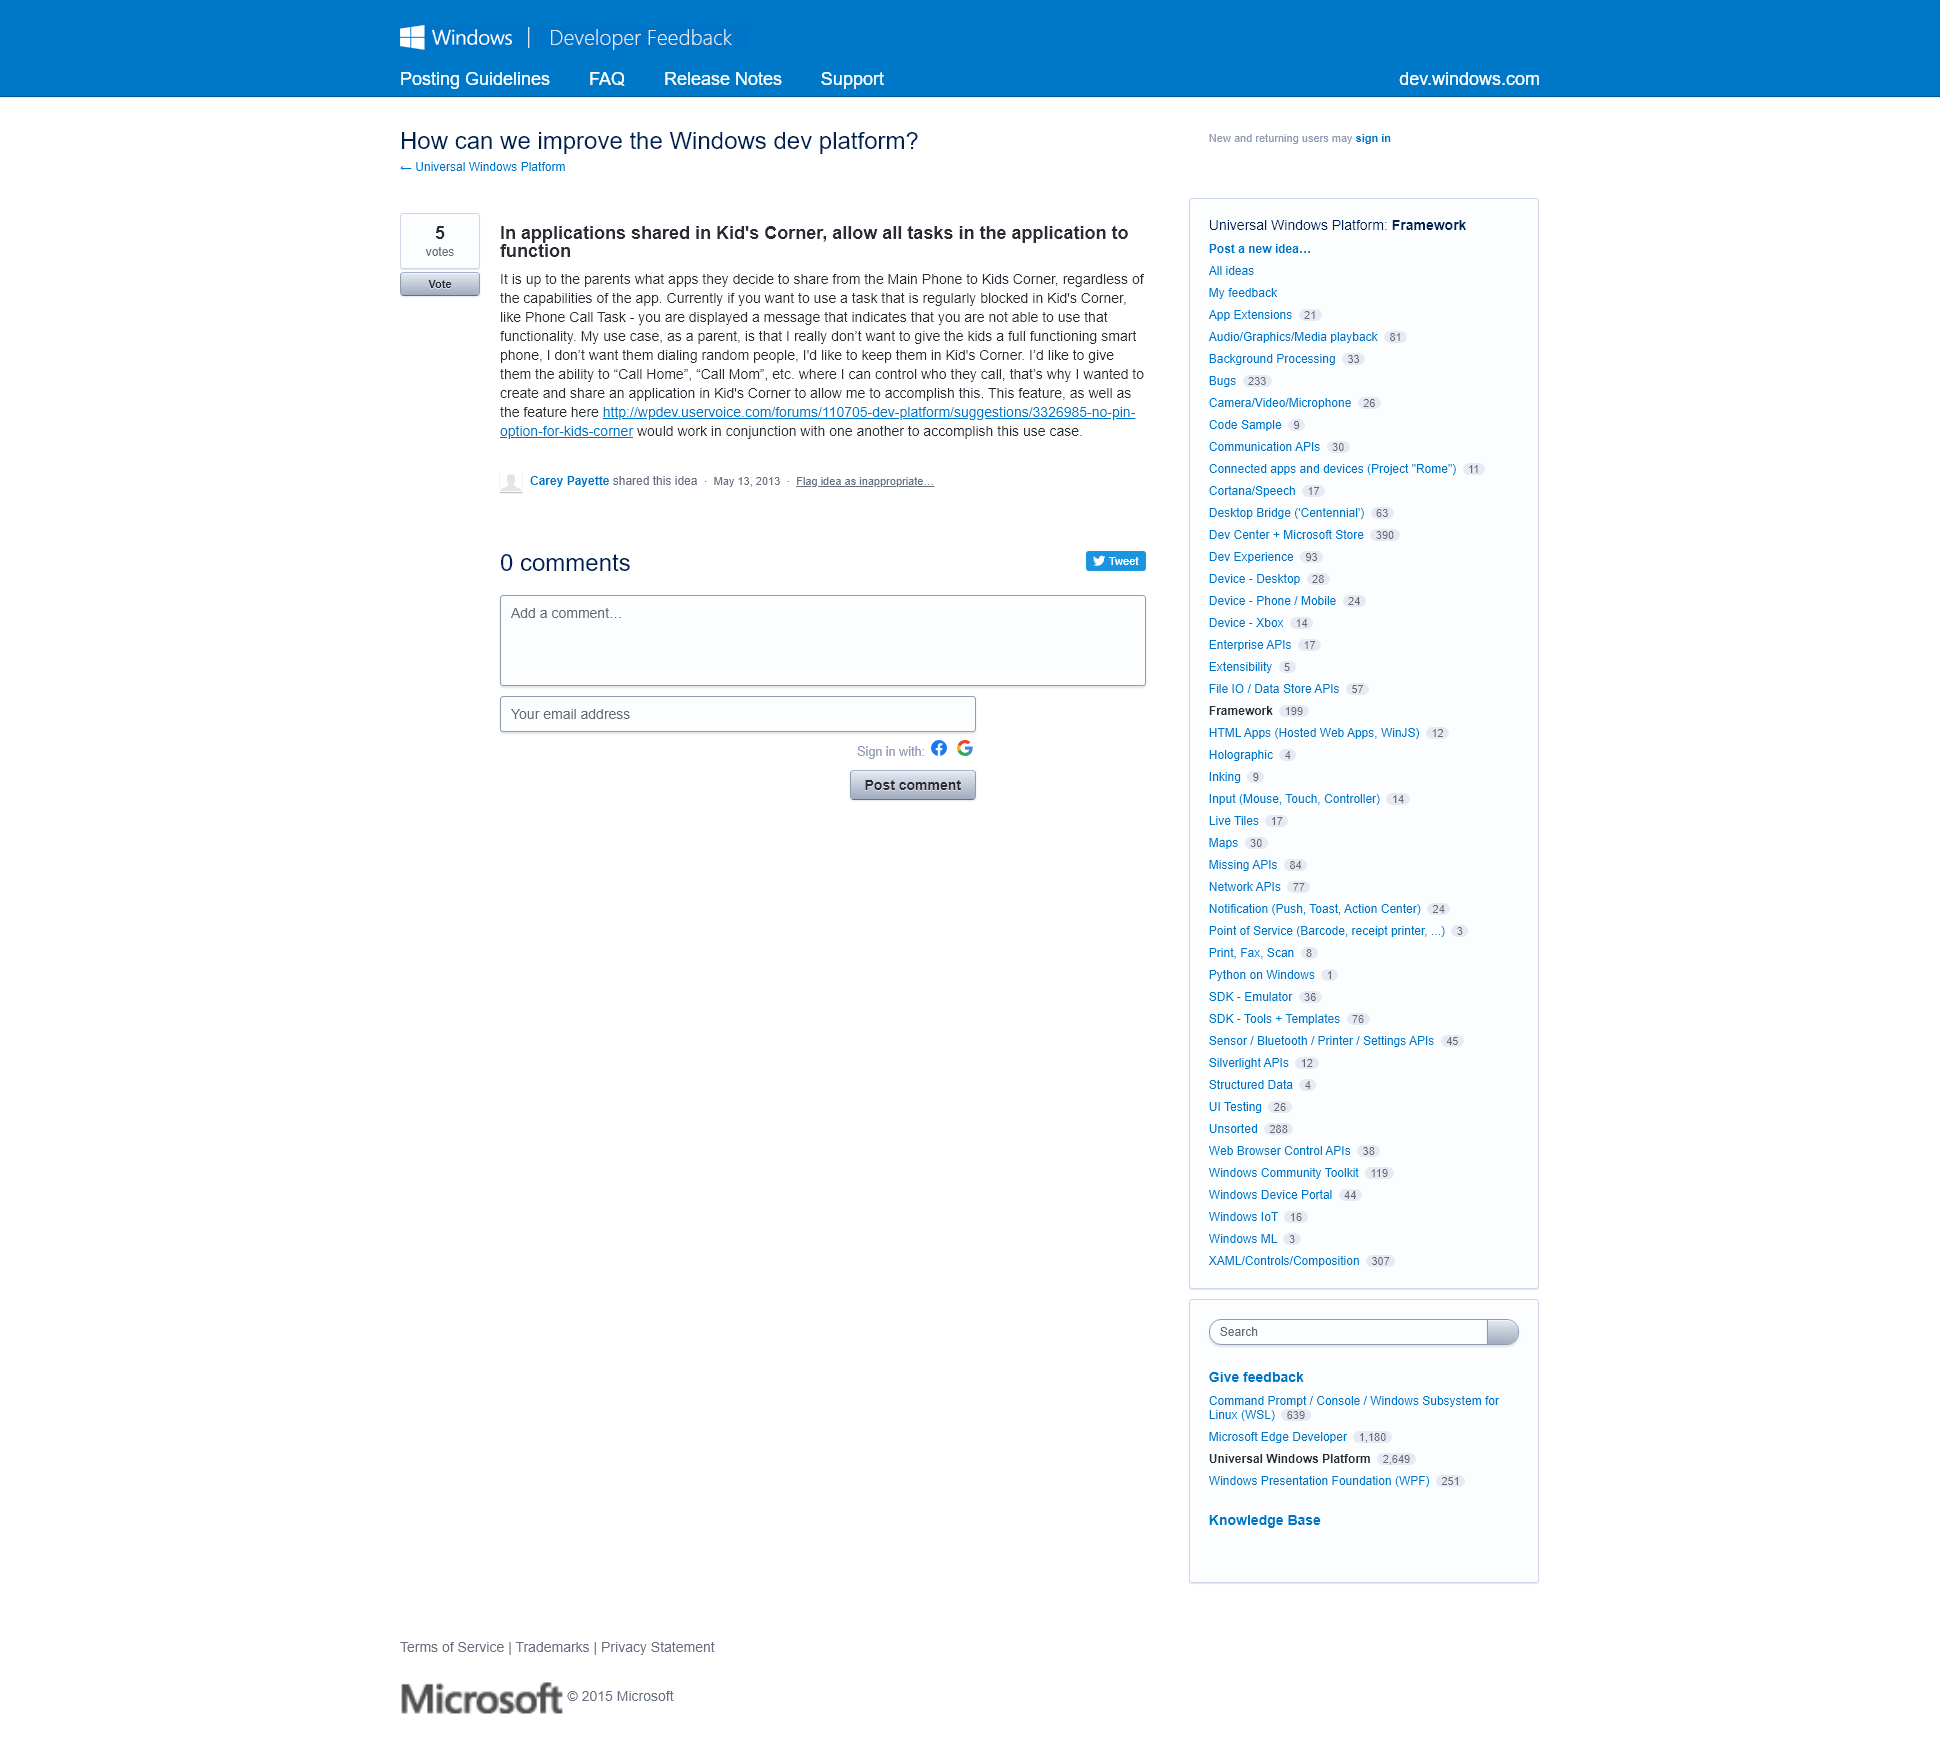 Windows | Developer Feedback
Posting Guidelines FAQ Release Notes Support dev.windows.com
How can we improve the Windows dev platform?
← Universal Windows Platform
New and returning users may sign in
5
votes
Vote
In applications shared in Kid's Corner, allow all tasks in the application to
function
It is up to the parents what apps they decide to share from the Main Phone to Kids Corner, regardless of
the capabilities of the app. Currently if you want to use a task that is regularly blocked in Kid's Corner,
like Phone Call Task - you are displayed a message that indicates that you are not able to use that
functionality. My use case, as a parent, is that I really don't want to give the kids a full functioning smart
phone, I don't want them dialing random people, I'd like to keep them in Kid's Corner. I'd like to give
them the ability to “Call Home”, “Call Mom”, etc. where I can control who they call, that's why I wanted to
create and share an application in Kid's Corner to allow me to accomplish this. This feature, as well as
the feature here http://wpdev.uservoice.com/forums/110705-dev-platform/suggestions/3326985-no-pin-
option-for-kids-corner would work in conjunction with one another to accomplish this use case.
Carey Payette shared this idea · May 13, 2013 · Flag idea as inappropriate…
0 comments
Tweet
Add a comment…
Your email address
Sign in with:
Post comment
Universal Windows Platform: Framework
Post a new idea…
All ideas
My feedback
App Extensions 21
Audio/Graphics/Media playback 81
Background Processing 33
Bugs 233
Camera/Video/Microphone 26
Code Sample 9
Communication APIs 30
Connected apps and devices (Project "Rome") 11
Cortana/Speech 17
Desktop Bridge ('Centennial') 63
Dev Center + Microsoft Store 390
Dev Experience 93
Device - Desktop 28
Device - Phone / Mobile 24
Device - Xbox 14
Enterprise APIs 17
Extensibility 5
File IO / Data Store APIs 57
Framework 199
HTML Apps (Hosted Web Apps, WinJS) 12
Holographic 4
Inking 9
Input (Mouse, Touch, Controller) 14
Live Tiles 17
Maps 30
Missing APIs 84
Network APIs 77
Notification (Push, Toast, Action Center) 24
Point of Service (Barcode, receipt printer, ...) 3
Print, Fax, Scan 8
Python on Windows 1
SDK - Emulator 36
SDK - Tools + Templates 76
Sensor / Bluetooth / Printer / Settings APIs 45
Silverlight APIs 12
Structured Data 4
UI Testing 26
Unsorted 288
Web Browser Control APIs 38
Windows Community Toolkit 119
Windows Device Portal 44
Windows IoT 16
Windows ML 3
XAML/Controls/Composition 307
Search
Give feedback
Command Prompt / Console / Windows Subsystem for
Linux (WSL) 639
Microsoft Edge Developer 1,180
Universal Windows Platform 2,649
Windows Presentation Foundation (WPF) 251
Knowledge Base
Terms of Service | Trademarks | Privacy Statement
Microsoft © 2015 Microsoft